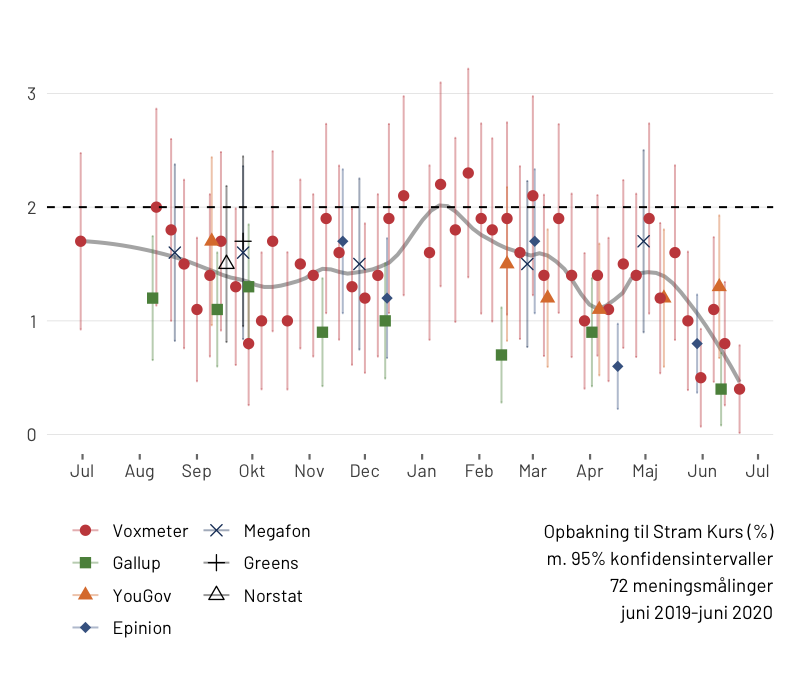 3
2
1
0
Jul Aug Sep Okt Nov Dec Jan Feb Mar Apr Maj Jun Jul
Voxmeter Megafon
Gallup Greens
YouGov Norstat
Epinion
Opbakning til Stram Kurs (%)
m. 95% konfidensintervaller
72 meningsmålinger
juni 2019-juni 2020